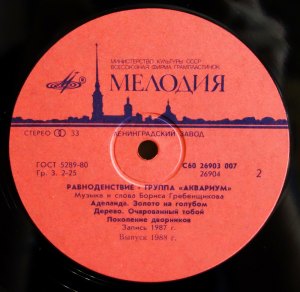 МИНИСТЕРСТВО КУЛЬТУРЫ СССР
ВСЕСОЮЗНАЯ ФИРМА ГРАМПЛАСТИНОК
МЕЛОДИЯ
СТЕРЕО 33
ЛЕНИНГРАДСКИЙ ЗАВОД
ГОСТ 5289-80
Гр. 3. 2-25
С60 26903 007
26904
2
РАВНОДЕНСТВИЕ • ГРУППА «АКВАРИУМ»
Музыка и слова Бориса Гребенщикова
Аделаида. Золото на голубом
Дерево. Очарованный тобой
Поколение дворников
Запись 1987 г.
Выпуск 1988 г.